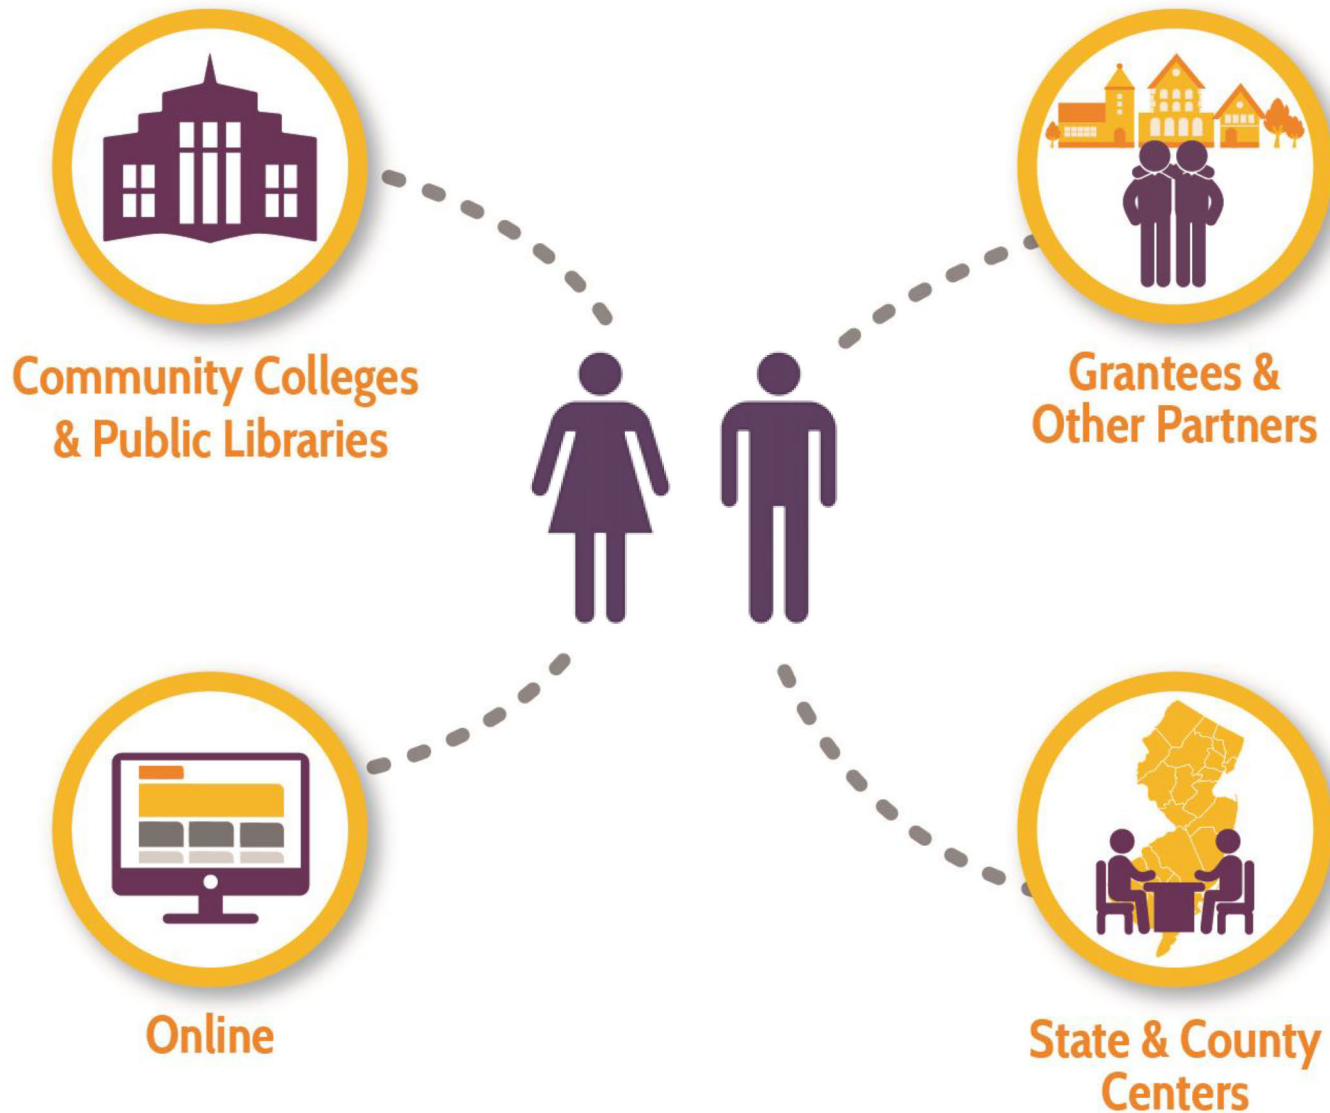 Community Colleges
& Public Libraries
Grantees &
Other Partners
Online
State & County
Centers